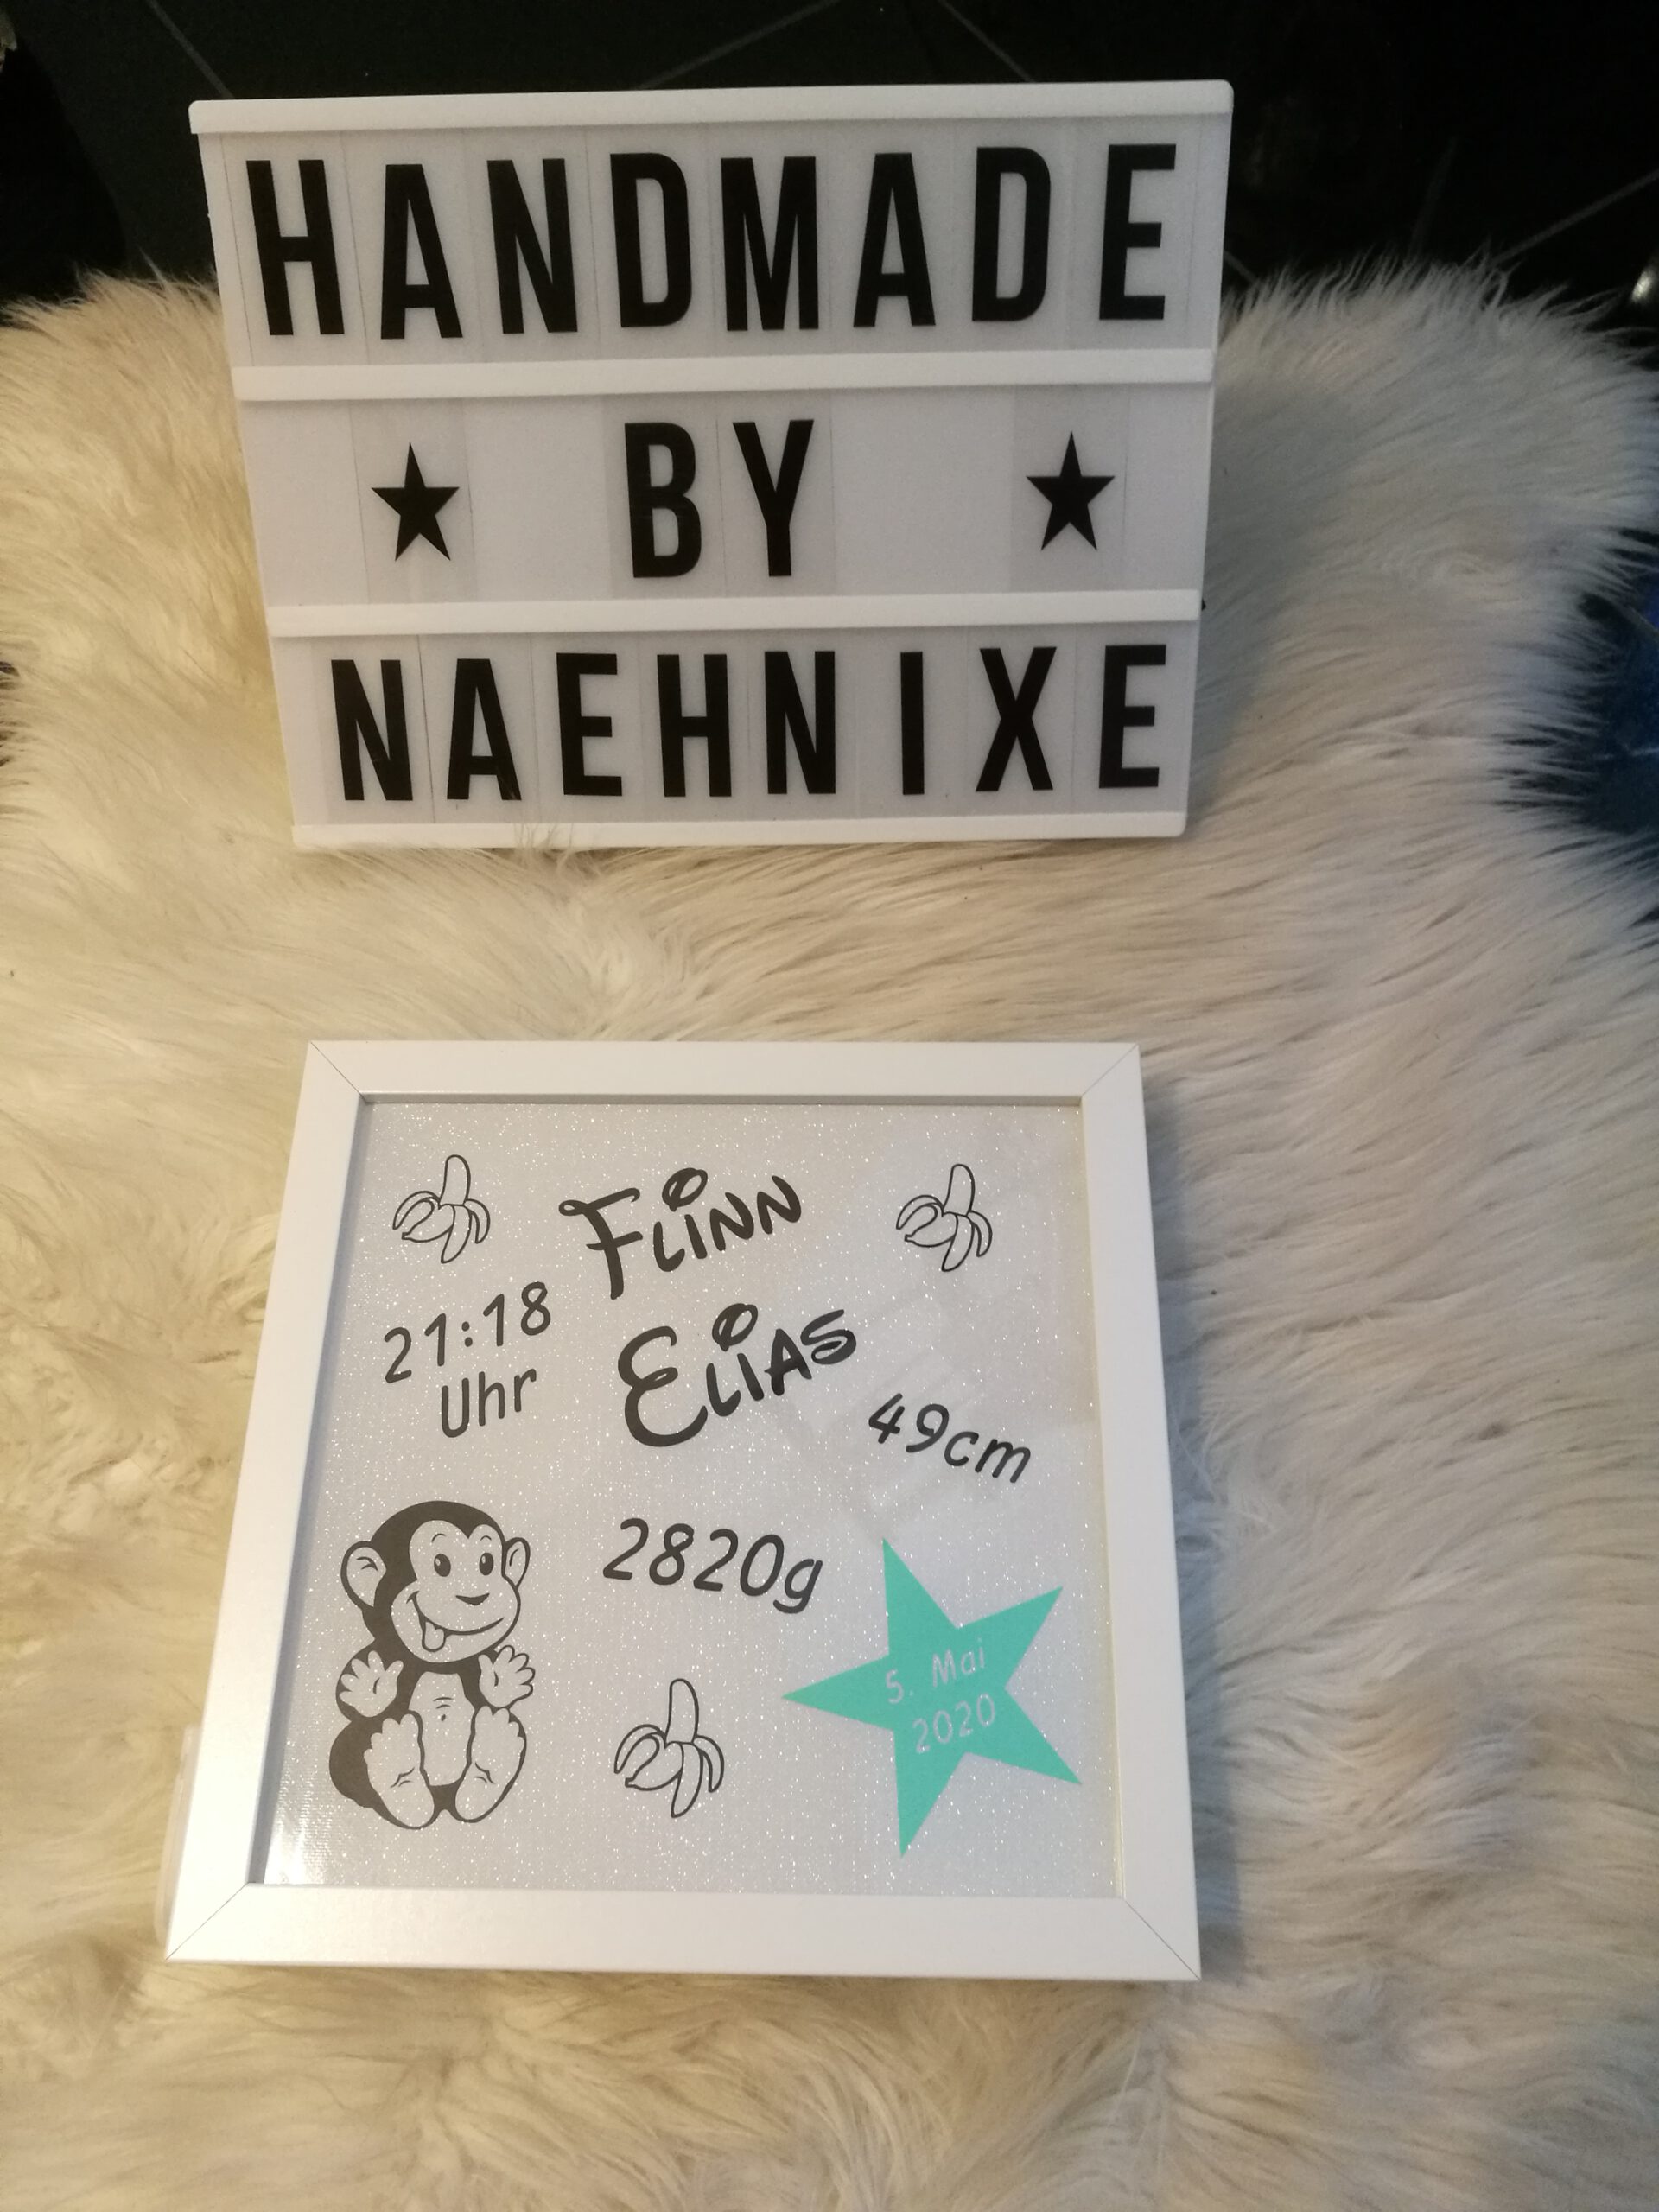 HANDMADE
★ BY ★
NAEHNIXE
FLiNN
ELiAS
21:18
Uhr
49cm
2820g
5. Mai
2020